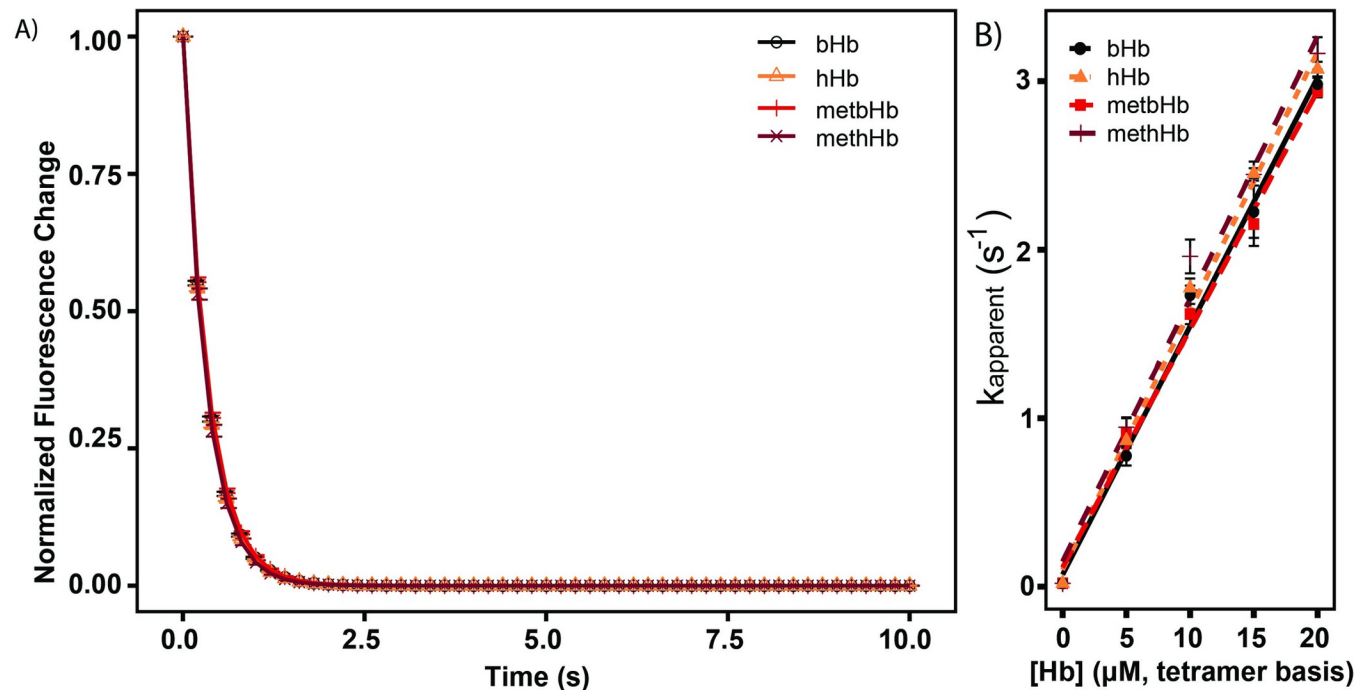 A)
1.00
0.75
0.50
0.25
0.00
Normalized Fluorescence Change
0.0 2.5 5.0 7.5 10.0
Time (s)
bHb
hHb
metbHb
methHb
B)
bHb
hHb
metbHb
methHb
3
2
1
0
kapparent (s-1)
0 5 10 15 20
[Hb] (μM, tetramer basis)